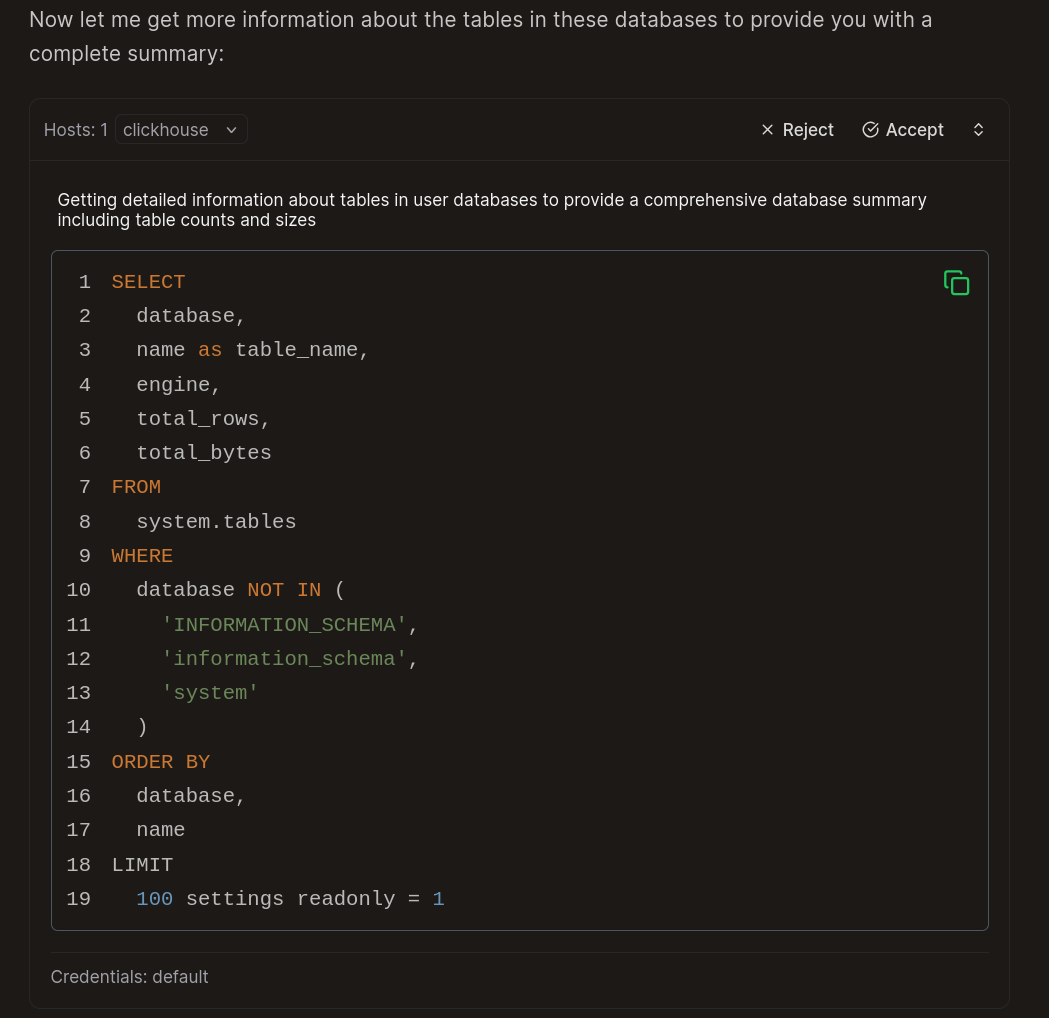 Now let me get more information about the tables in these databases to provide you with a
complete summary:
Hosts: 1 clickhouse Reject Accept
Getting detailed information about tables in user databases to provide a comprehensive database summary
including table counts and sizes
1 SELECT
2 database,
3 name as table_name,
4 engine,
5 total_rows,
6 total_bytes
7 FROM
8 system.tables
9 WHERE
10 database NOT IN (
11 'INFORMATION_SCHEMA',
12 'information_schema',
13 'system'
14 )
15 ORDER BY
16 database,
17 name
18 LIMIT
19 100 settings readonly = 1
Credentials: default